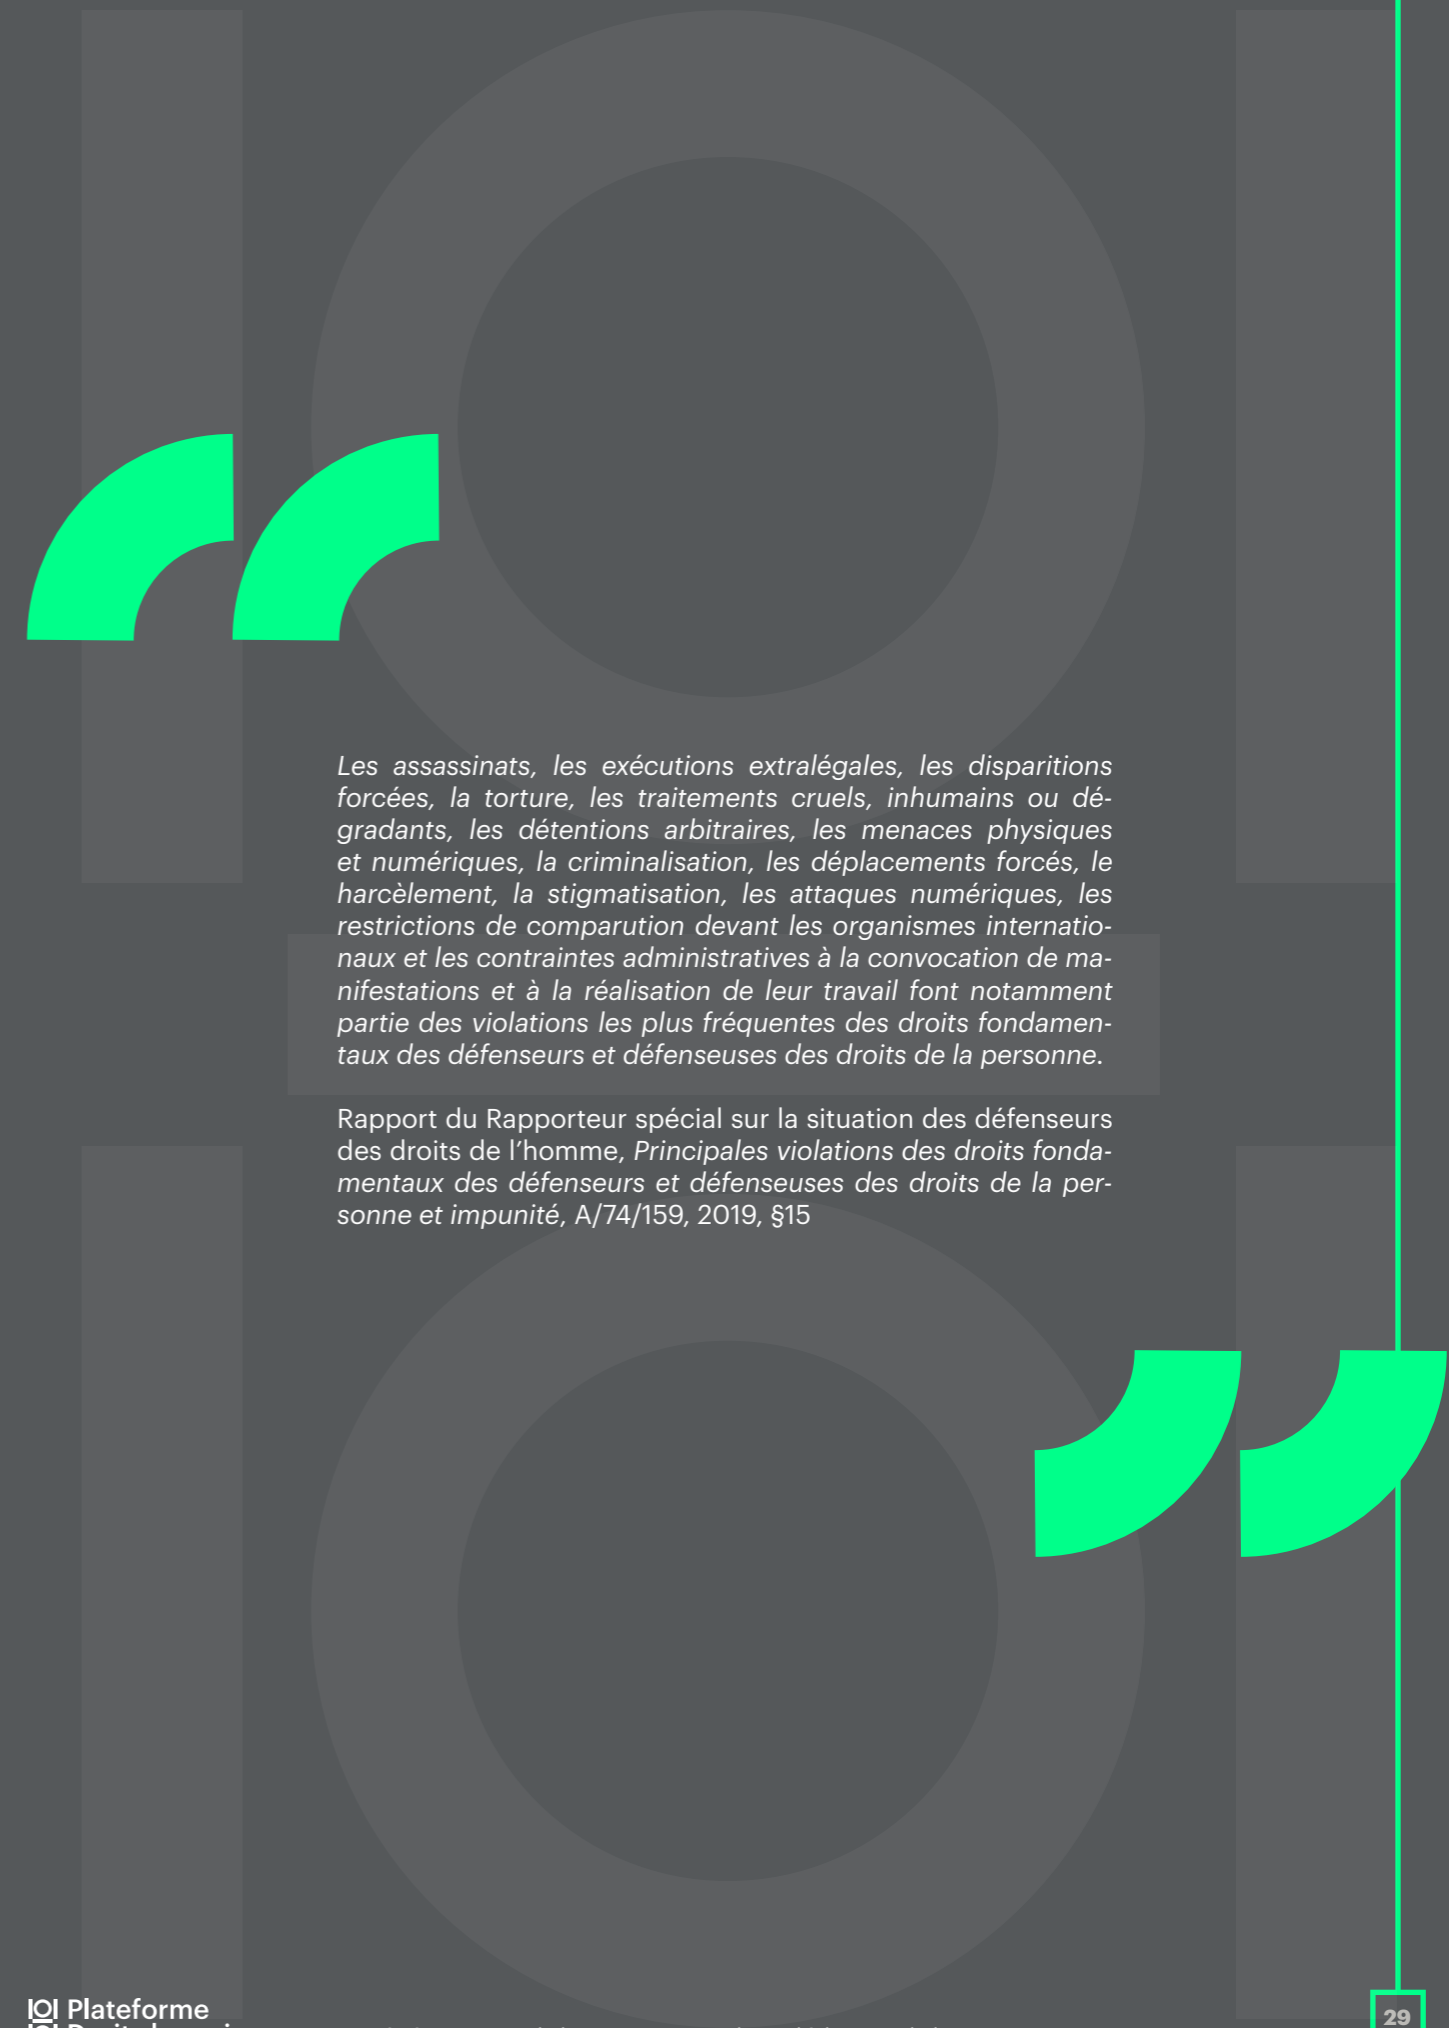 Les assassinats, les exécutions extralégales, les disparitions
forcées, la torture, les traitements cruels, inhumains ou dé-
gradants, les détentions arbitraires, les menaces physiques
et numériques, la criminalisation, les déplacements forcés, le
harcèlement, la stigmatisation, les attaques numériques, les
restrictions de comparution devant les organismes internatio-
naux et les contraintes administratives à la convocation de ma-
nifestations et à la réalisation de leur travail font notamment
partie des violations les plus fréquentes des droits fondamen-
taux des défenseurs et défenseuses des droits de la personne.
Rapport du Rapporteur spécial sur la situation des défenseurs
des droits de l’homme, Principales violations des droits fonda-
mentaux des défenseurs et défenseuses des droits de la per-
sonne et impunité, A/74/159, 2019, §15
Plateforme
29